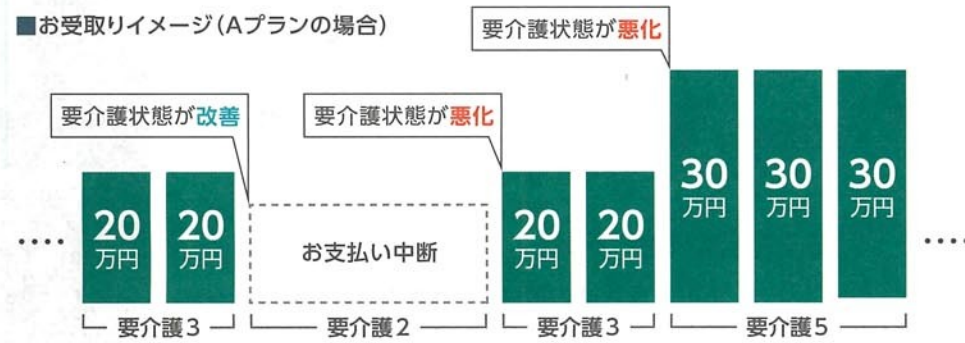 ■お受取りイメージ(Aプランの場合)
要介護状態が悪化
要介護状態が改善
要介護状態が悪化
‥‥
20
万円
20
万円
お支払い中断
20
万円
20
万円
30
万円
30
万円
30
万円
‥‥
要介護3
要介護2
要介護3
要介護5